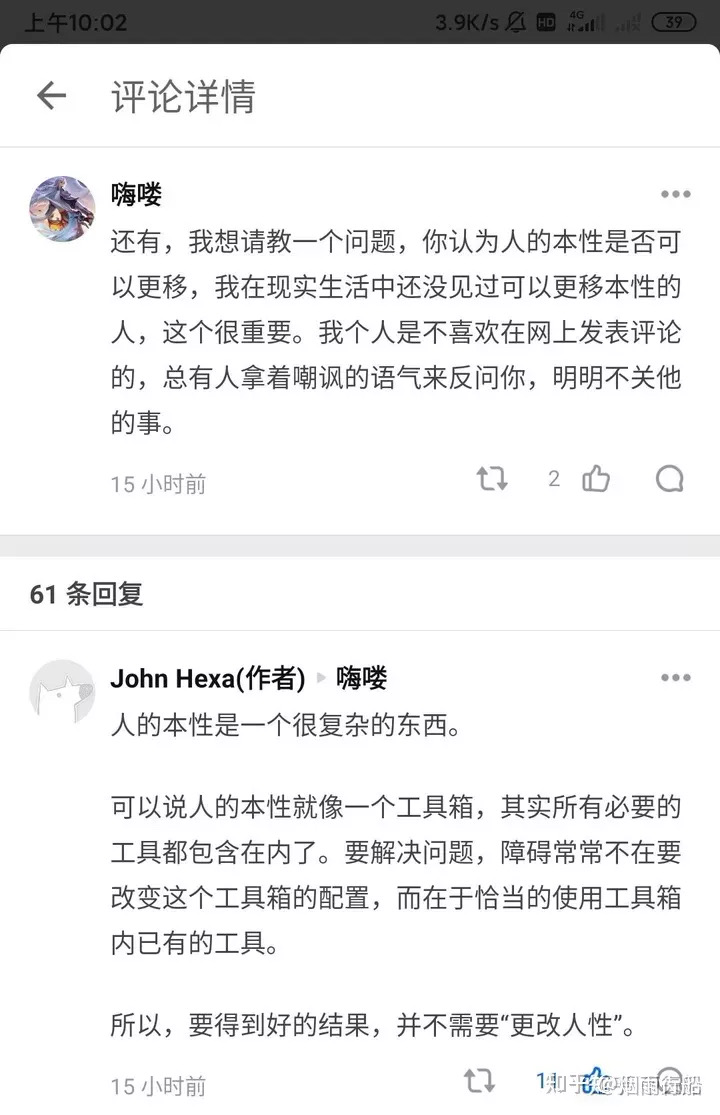 上午10:02
3.9K/s HD 4G 39
评论详情
嗨喽
还有，我想请教一个问题，你认为人的本性是否可
以更移，我在现实生活中还没见过可以更移本性的
人，这个很重要。我个人是不喜欢在网上发表评论
的，总有人拿着嘲讽的语气来反问你，明明不关他
的事。
15 小时前
2
61 条回复
John Hexa(作者) 嗨喽
人的本性是一个很复杂的东西。
可以说人的本性就像一个工具箱，其实所有必要的
工具都包含在内了。要解决问题，障碍常常不在要
改变这个工具箱的配置，而在于恰当的使用工具箱
内已有的工具。
所以，要得到好的结果，并不需要“更改人性”。
15 小时前
知乎 @烟雨行船